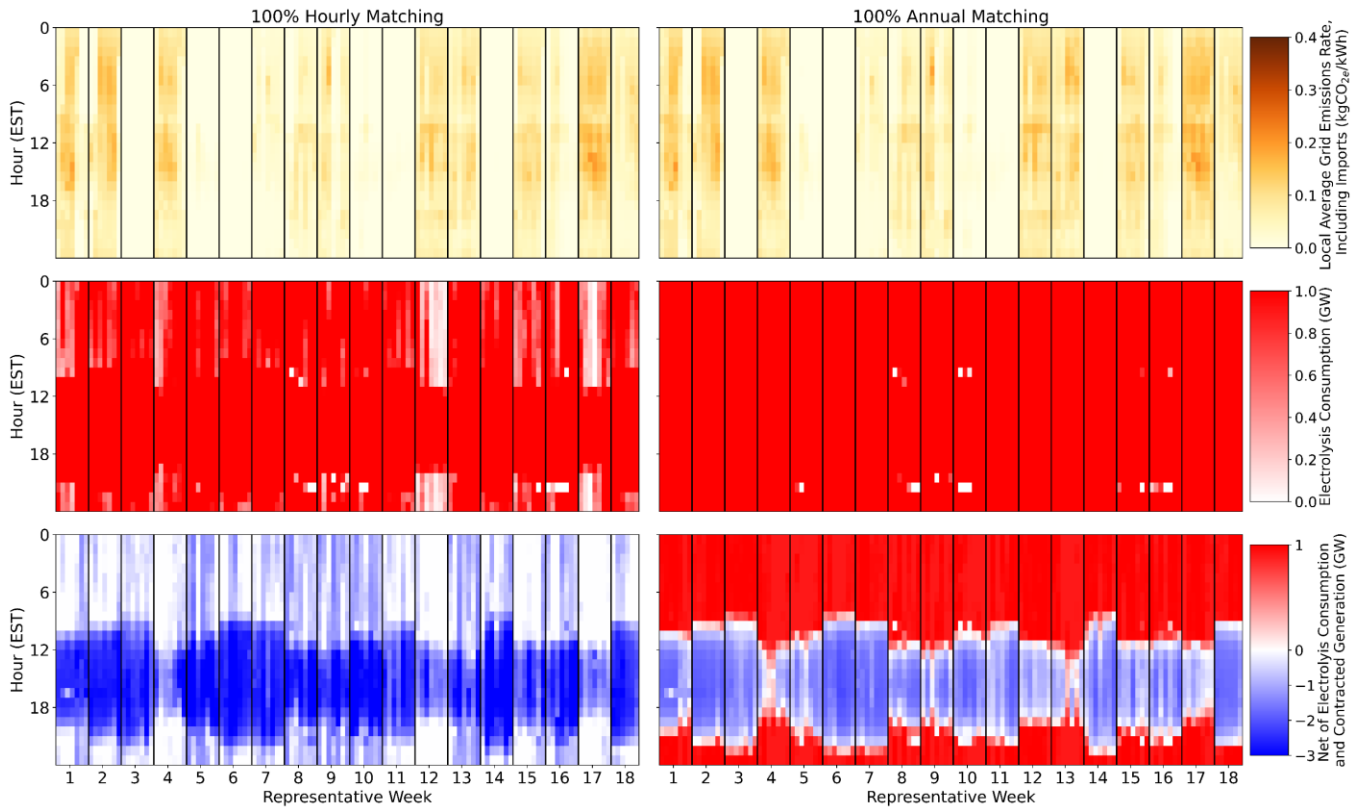 100% Hourly Matching
100% Annual Matching
0
6
12
18
Hour (EST)
0.4
0.3
0.22
0.1
0.0
Local Average Grid Emissions Rate,
Including Imports (kgCO2e/kWh)
0
6
12
18
Hour (EST)
1.0
0.8
0.6
0.4
0.2
0.0
Electrolysis Consumption (GW)
0
6
12
18
Hour (EST)
1
0
−1
−2
−3
Net of Electrolysis Consumption
and Contracted Generation (GW)
1 2 3 4 5 6 7 8 9 10 11 12 13 14 15 16 17 18
1 2 3 4 5 6 7 8 9 10 11 12 13 14 15 16 17 18
Representative Week
Representative Week